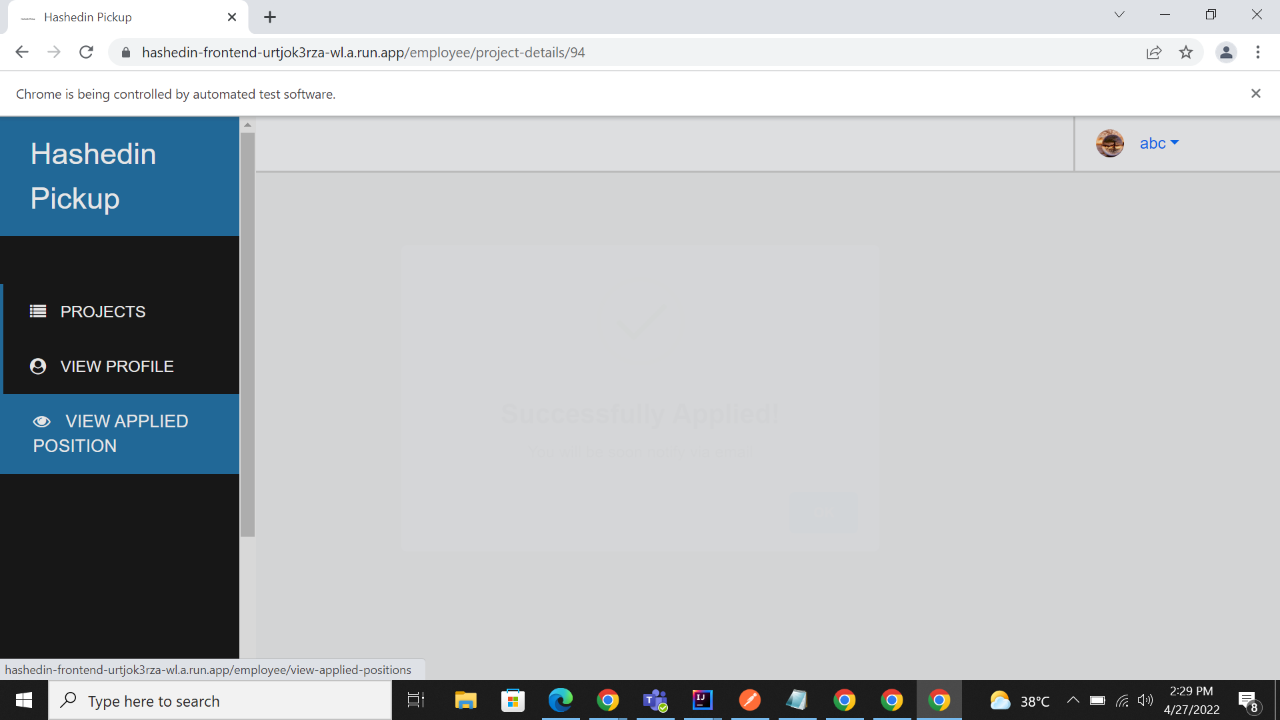 Hashedin Pickup
hashedin-frontend-urtjok3rza-wl.a.run.app/employee/project-details/94
Chrome is being controlled by automated test software.
Hashedin
Pickup
abc
PROJECTS
VIEW PROFILE
VIEW APPLIED
POSITION
Successfully Applied!
hashedin-frontend-urtjok3rza-wl.a.run.app/employee/view-applied-positions
Type here to search
38°C
2:29 PM
4/27/2022
8